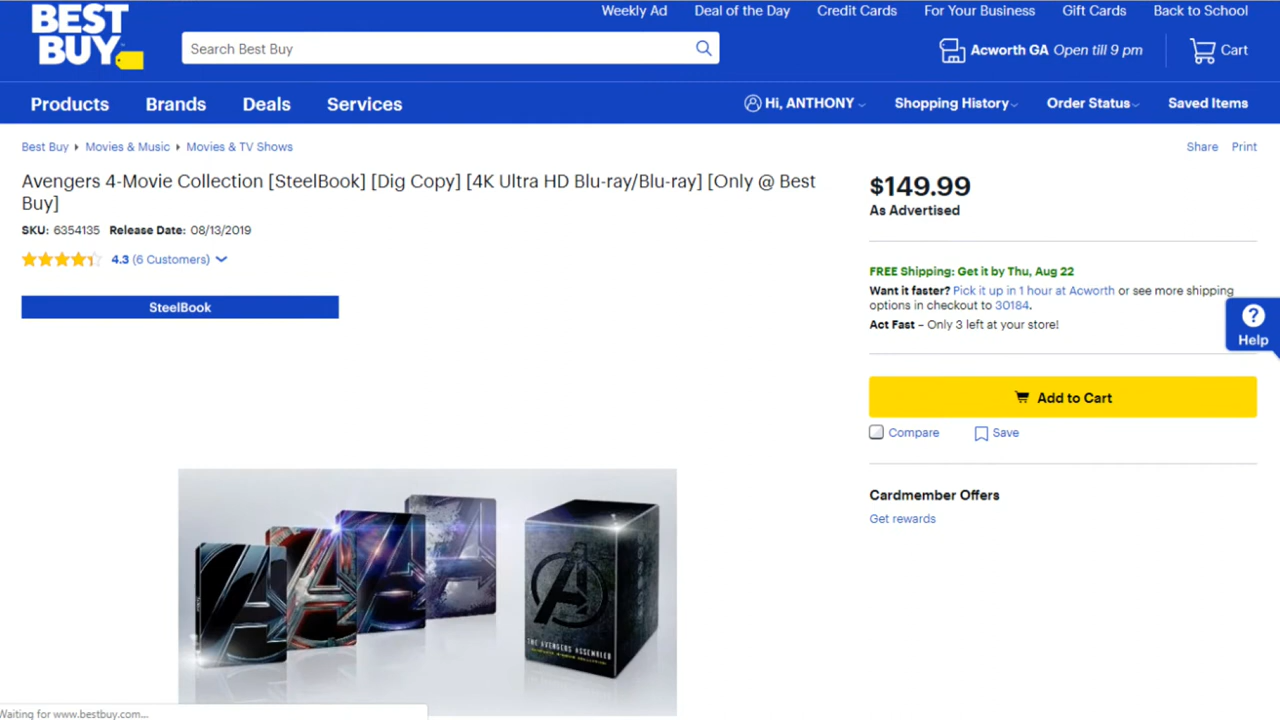 BEST
BUY
Weekly Ad Deal of the Day Credit Cards For Your Business Gift Cards Back to School
Search Best Buy
Acworth GA Open till 9 pm
Cart
Products Brands Deals Services
Hi, ANTHONY Shopping History Order Status Saved Items
Best Buy Movies & Music Movies & TV Shows
Share Print
Avengers 4-Movie Collection [SteelBook] [Dig Copy] [4K Ultra HD Blu-ray/Blu-ray] [Only @ Best
Buy]
SKU: 6354135 Release Date: 08/13/2019
4.3 (6 Customers)
SteelBook
$149.99
As Advertised
FREE Shipping: Get it by Thu, Aug 22
Want it faster? Pick it up in 1 hour at Acworth or see more shipping
options in checkout to 30184.
Act Fast – Only 3 left at your store!
Help
Add to Cart
Compare Save
Cardmember Offers
Get rewards
THE AVENGERS ASSEMBLED
Waiting for www.bestbuy.com...